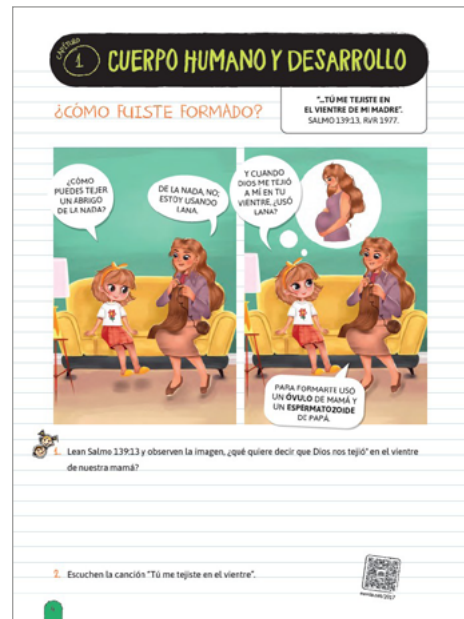 CAPÍTULO
1
CUERPO HUMANO Y DESARROLLO
¿CÓMO FUISTE FORMADO?
"...TÚ ME TEJISTE EN
EL VIENTRE DE MI MADRE".
SALMO 139:13, RVR 1977.
¿CÓMO
PUEDES TEJER
UN ABRIGO
DE LA NADA?
DE LA NADA, NO;
ESTOY USANDO
LANA.
Y CUANDO
DIOS ME TEJIÓ
A MÍ EN TU
VIENTRE, ¿USÓ
LANA?
PARA FORMARTE USO
UN ÓVULO DE MAMÁ Y
UN ESPERMATOZOIDE
DE PAPÁ.
1. Lean Salmo 139:13 y observen la imagen, ¿qué quiere decir que Dios nos tejió" en el vientre
de nuestra mamá?
2. Escuchen la canción "Tú me tejiste en el vientre".